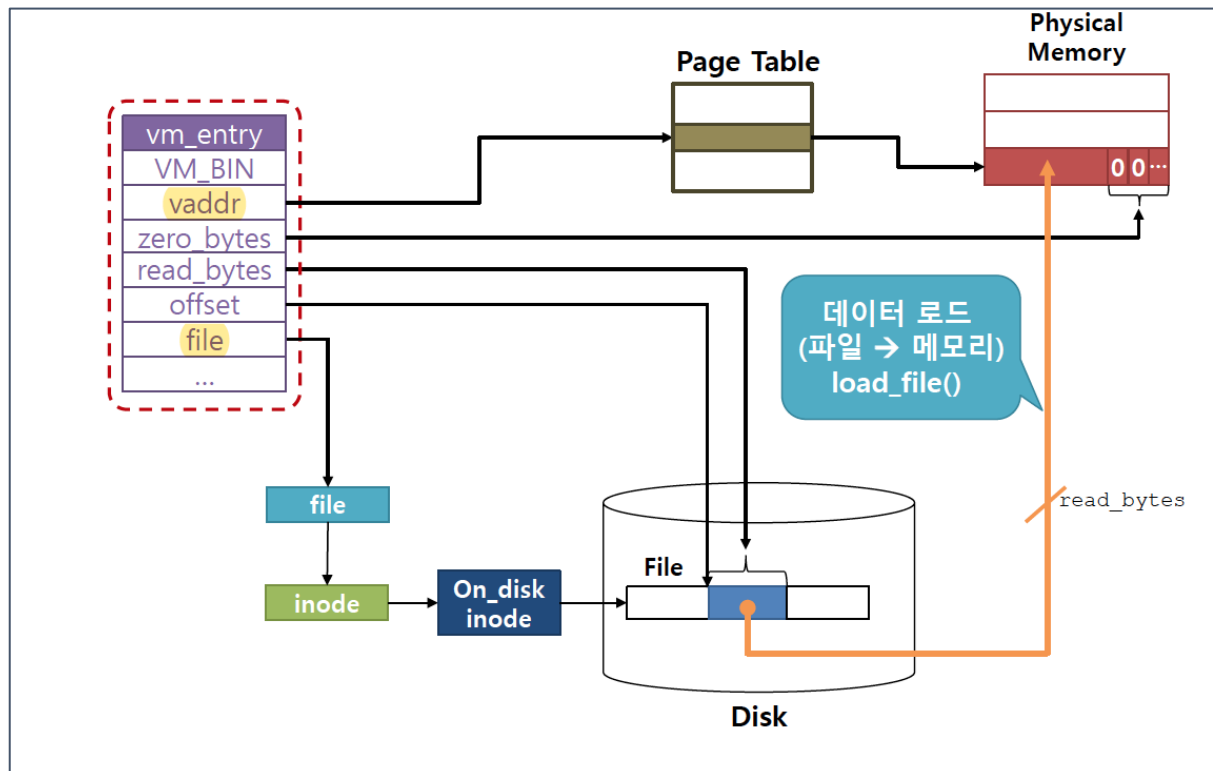 Physical
Memory
Page Table
vm_entry
VM_BIN
vaddr
zero_bytes
read_bytes
offset
file
...
0 0 ...
데이터 로드
(파일 → 메모리)
load_file()
read_bytes
file
inode
On_disk
inode
File
Disk